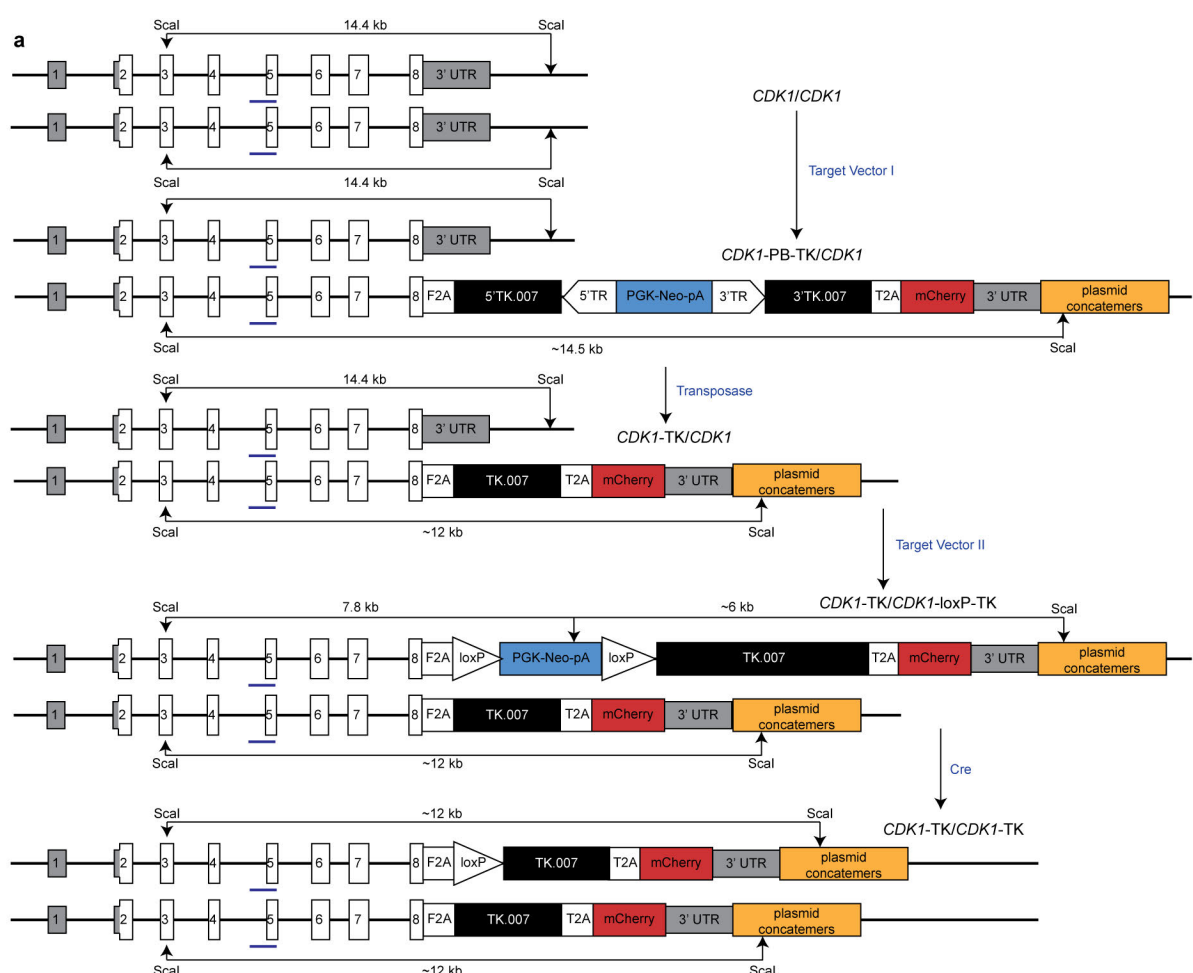 a
ScaI 14.4 kb ScaI
1 2 3 4 5 6 7 8 3' UTR
CDK1/CDK1
1 2 3 4 5 6 7 8 3' UTR
ScaI 14.4 kb ScaI
Target Vector I
1 2 3 4 5 6 7 8 3' UTR
CDK1-PB-TK/CDK1
1 2 3 4 5 6 7 8 F2A 5'TK.007 5'TR PGK-Neo-pA 3'TR 3'TK.007 T2A mCherry 3' UTR plasmid concatemers
ScaI ~14.5 kb ScaI
ScaI 14.4 kb ScaI
Transposase
1 2 3 4 5 6 7 8 3' UTR
CDK1-TK/CDK1
1 2 3 4 5 6 7 8 F2A TK.007 T2A mCherry 3' UTR plasmid concatemers
ScaI ~12 kb ScaI
Target Vector II
CDK1-TK/CDK1-loxP-TK
ScaI 7.8 kb ~6 kb ScaI
1 2 3 4 5 6 7 8 F2A loxP PGK-Neo-pA loxP TK.007 T2A mCherry 3' UTR plasmid concatemers
1 2 3 4 5 6 7 8 F2A TK.007 T2A mCherry 3' UTR plasmid concatemers
ScaI ~12 kb ScaI
Cre
ScaI ~12 kb ScaI
CDK1-TK/CDK1-TK
1 2 3 4 5 6 7 8 F2A loxP TK.007 T2A mCherry 3' UTR plasmid concatemers
1 2 3 4 5 6 7 8 F2A TK.007 T2A mCherry 3' UTR plasmid concatemers
ScaI ~12 kb ScaI